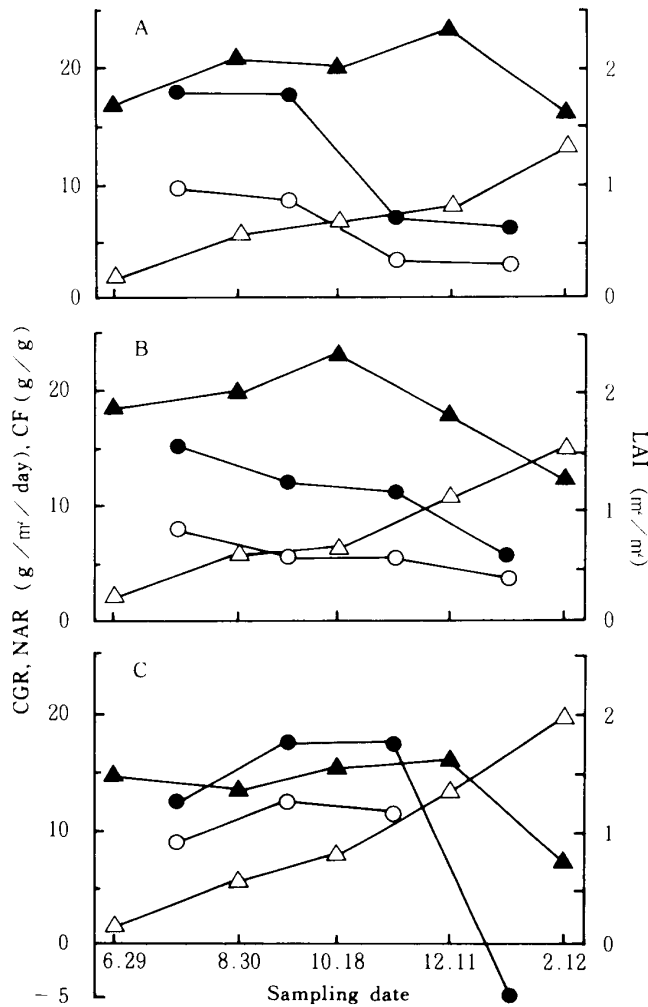 A
20
10
0
2
1
0
B
20
10
0
2
1
0
C
20
10
0
- 5
2
1
0
6.29 8.30 10.18 12.11 2.12
Sampling date
CGR, NAR (g/m²/day), CF (g/g)
LAI (m²/m²)